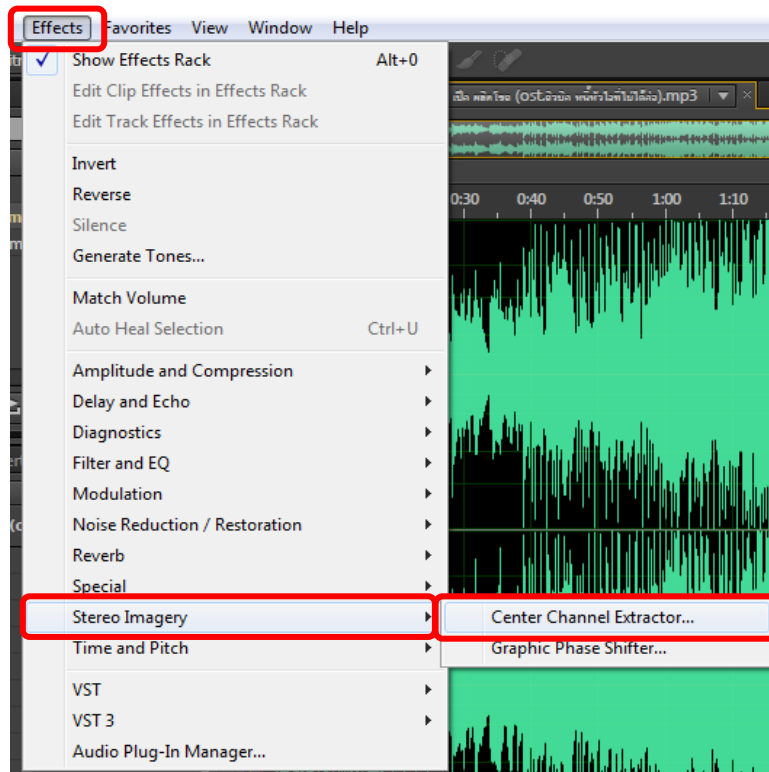 Effects Favorites View Window Help
✓ Show Effects Rack Alt+0
Edit Clip Effects in Effects Rack
Edit Track Effects in Effects Rack
Invert
Reverse
Silence
Generate Tones...
Match Volume
Auto Heal Selection Ctrl+U
Amplitude and Compression
Delay and Echo
Diagnostics
Filter and EQ
Modulation
Noise Reduction / Restoration
Reverb
Special
Stereo Imagery
Time and Pitch
VST
VST 3
Audio Plug-In Manager...
.mp3
0:30 0:40 0:50 1:00 1:10
Center Channel Extractor...
Graphic Phase Shifter...